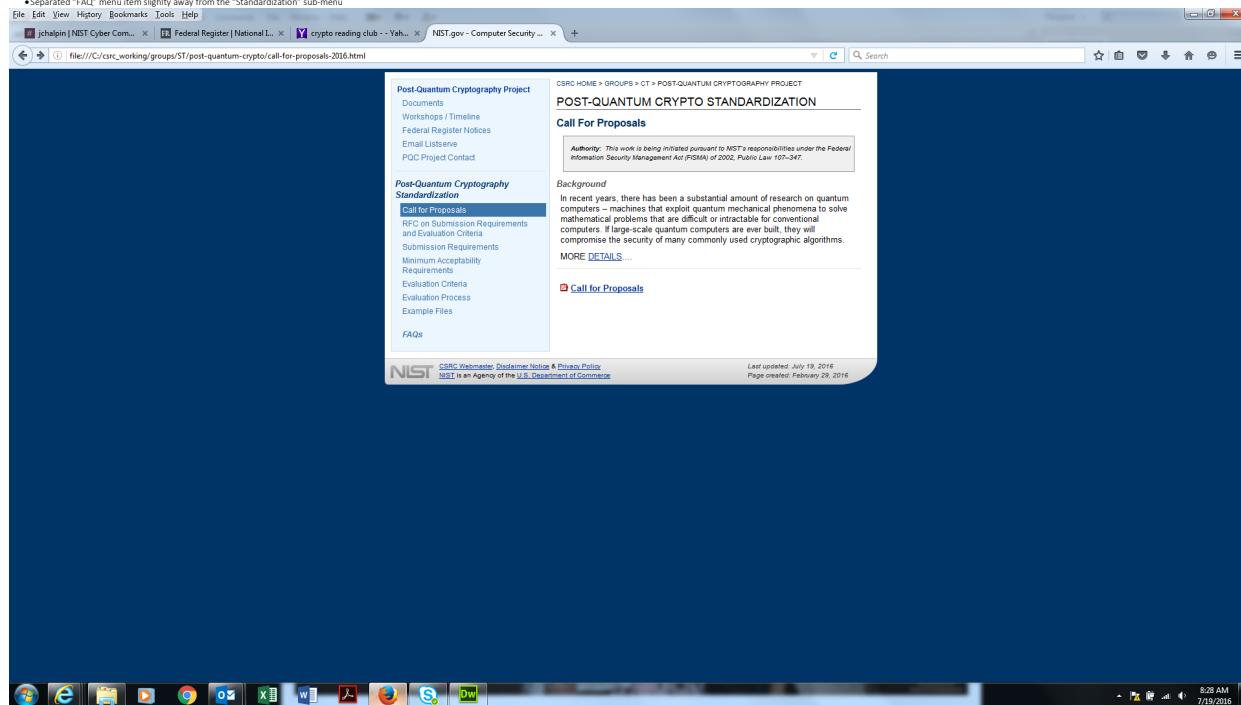 •Separated "FAQ" menu item slightly away from the "Standardization" sub-menu
File Edit View History Bookmarks Tools Help
jchalpin | NIST Cyber Com... ×
Federal Register | National I... ×
crypto reading club - - Yah... ×
NIST.gov - Computer Security ... ×
file:///C:/csrc_working/groups/ST/post-quantum-crypto/call-for-proposals-2016.html
Search
Post-Quantum Cryptography Project
Documents
Workshops / Timeline
Federal Register Notices
Email Listserve
PQC Project Contact
Post-Quantum Cryptography
Standardization
Call for Proposals
RFC on Submission Requirements
and Evaluation Criteria
Submission Requirements
Minimum Acceptability
Requirements
Evaluation Criteria
Evaluation Process
Example Files
FAQs
CSRC HOME > GROUPS > CT > POST-QUANTUM CRYPTOGRAPHY PROJECT
POST-QUANTUM CRYPTO STANDARDIZATION
Call For Proposals
Authority: This work is being initiated pursuant to NIST's responsibilities under the Federal
Information Security Management Act (FISMA) of 2002, Public Law 107–347.
Background
In recent years, there has been a substantial amount of research on quantum
computers – machines that exploit quantum mechanical phenomena to solve
mathematical problems that are difficult or intractable for conventional
computers. If large-scale quantum computers are ever built, they will
compromise the security of many commonly used cryptographic algorithms.
MORE DETAILS....
Call for Proposals
NIST
CSRC Webmaster, Disclaimer Notice & Privacy Policy
NIST is an Agency of the U.S. Department of Commerce
Last updated: July 19, 2016
Page created: February 29, 2016
8:28 AM
7/19/2016